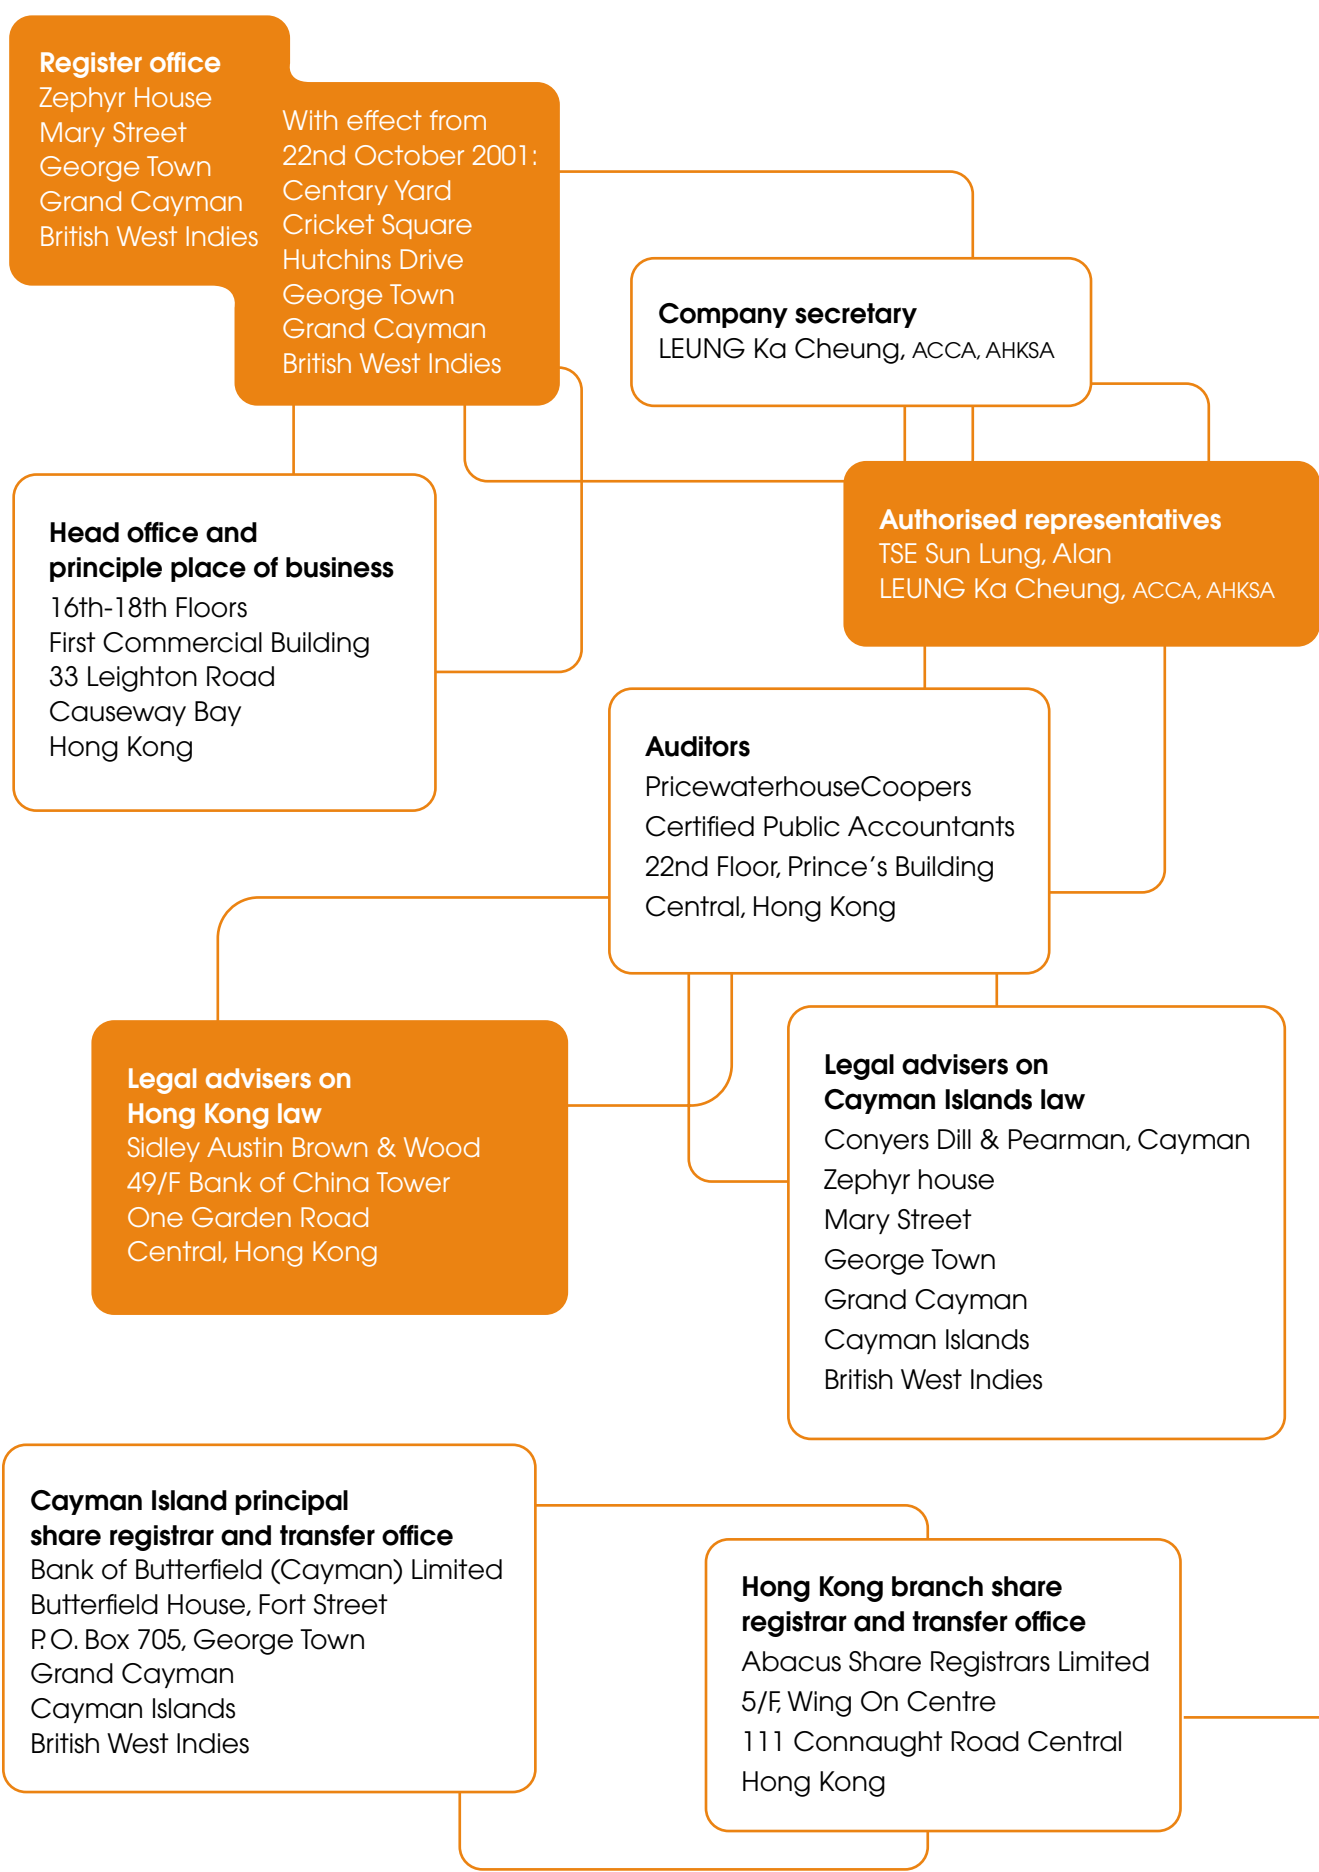 Register office
Zephyr House
Mary Street
George Town
Grand Cayman
British West Indies
With effect from
22nd October 2001:
Centary Yard
Cricket Square
Hutchins Drive
George Town
Grand Cayman
British West Indies
Company secretary
LEUNG Ka Cheung, ACCA, AHKSA
Head office and
principle place of business
16th-18th Floors
First Commercial Building
33 Leighton Road
Causeway Bay
Hong Kong
Authorised representatives
TSE Sun Lung, Alan
LEUNG Ka Cheung, ACCA, AHKSA
Auditors
PricewaterhouseCoopers
Certified Public Accountants
22nd Floor, Prince’s Building
Central, Hong Kong
Legal advisers on
Hong Kong law
Sidley Austin Brown & Wood
49/F Bank of China Tower
One Garden Road
Central, Hong Kong
Legal advisers on
Cayman Islands law
Conyers Dill & Pearman, Cayman
Zephyr house
Mary Street
George Town
Grand Cayman
Cayman Islands
British West Indies
Cayman Island principal
share registrar and transfer office
Bank of Butterfield (Cayman) Limited
Butterfield House, Fort Street
P.O. Box 705, George Town
Grand Cayman
Cayman Islands
British West Indies
Hong Kong branch share
registrar and transfer office
Abacus Share Registrars Limited
5/F, Wing On Centre
111 Connaught Road Central
Hong Kong